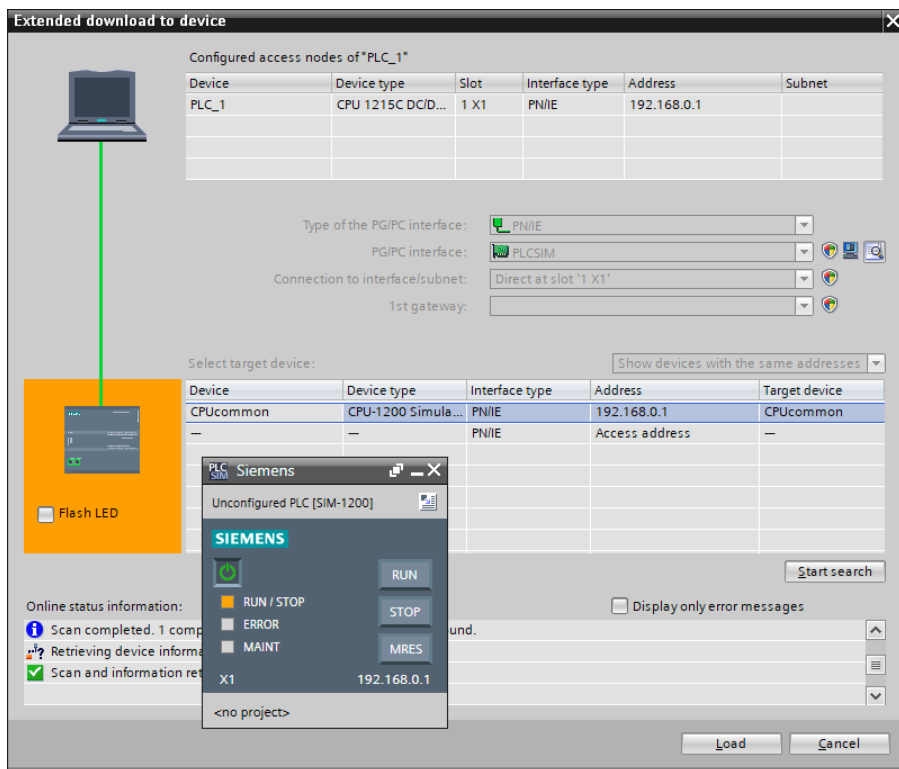 Extended download to device
Configured access nodes of "PLC_1"
Device Device type Slot Interface type Address Subnet
PLC_1 CPU 1215C DC/D... 1 X1 PN/IE 192.168.0.1
Type of the PG/PC interface: PN/IE
PG/PC interface: PLCSIM
Connection to interface/subnet: Direct at slot '1 X1'
1st gateway:
Select target device: Show devices with the same addresses
Device Device type Interface type Address Target device
CPUcommon CPU-1200 Simula... PN/IE 192.168.0.1 CPUcommon
— — PN/IE Access address —
Flash LED
PLC SIM Siemens
Unconfigured PLC [SIM-1200]
SIEMENS
RUN
RUN / STOP
STOP
ERROR
MAINT
MRES
X1 192.168.0.1
<no project>
Start search
Online status information: Display only error messages
Scan completed. 1 comp und.
Retrieving device informa
Scan and information ret
Load Cancel